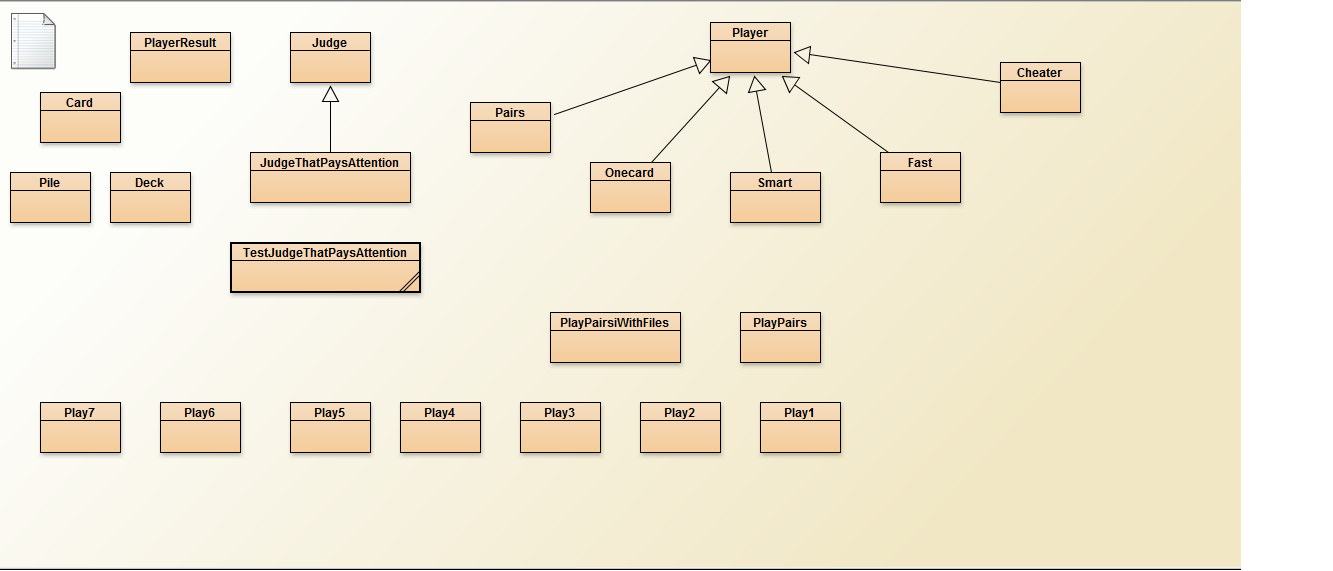 Player
PlayerResult
Judge
Cheater
Card
Pairs
JudgeThatPaysAttention
Fast
Onecard
Pile
Deck
Smart
TestJudgeThatPaysAttention
PlayPairsiWithFiles
PlayPairs
Play7
Play6
Play5
Play4
Play3
Play2
Play1